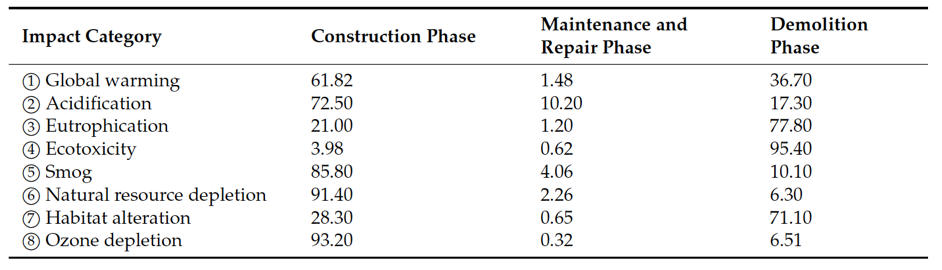 Impact Category Construction Phase Maintenance and Repair Phase Demolition Phase
① Global warming 61.82 1.48 36.70
② Acidification 72.50 10.20 17.30
③ Eutrophication 21.00 1.20 77.80
④ Ecotoxicity 3.98 0.62 95.40
⑤ Smog 85.80 4.06 10.10
⑥ Natural resource depletion 91.40 2.26 6.30
⑦ Habitat alteration 28.30 0.65 71.10
⑧ Ozone depletion 93.20 0.32 6.51